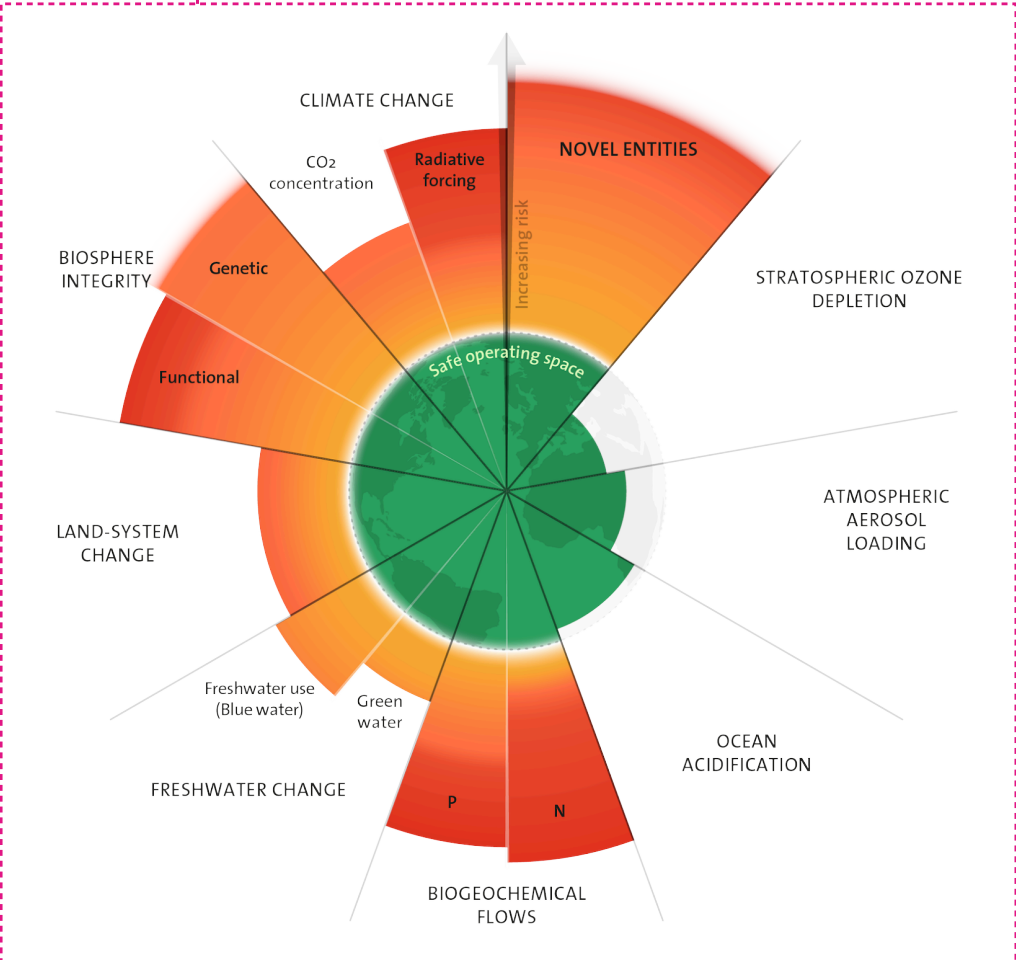 CLIMATE CHANGE
CO2
concentration
Radiative
forcing
NOVEL ENTITIES
Increasing risk
STRATOSPHERIC OZONE
DEPLETION
BIOSPHERE
INTEGRITY
Genetic
Functional
Safe operating space
ATMOSPHERIC
AEROSOL
LOADING
LAND-SYSTEM
CHANGE
Freshwater use
(Blue water)
Green
water
FRESHWATER CHANGE
OCEAN
ACIDIFICATION
P
N
BIOGEOCHEMICAL
FLOWS